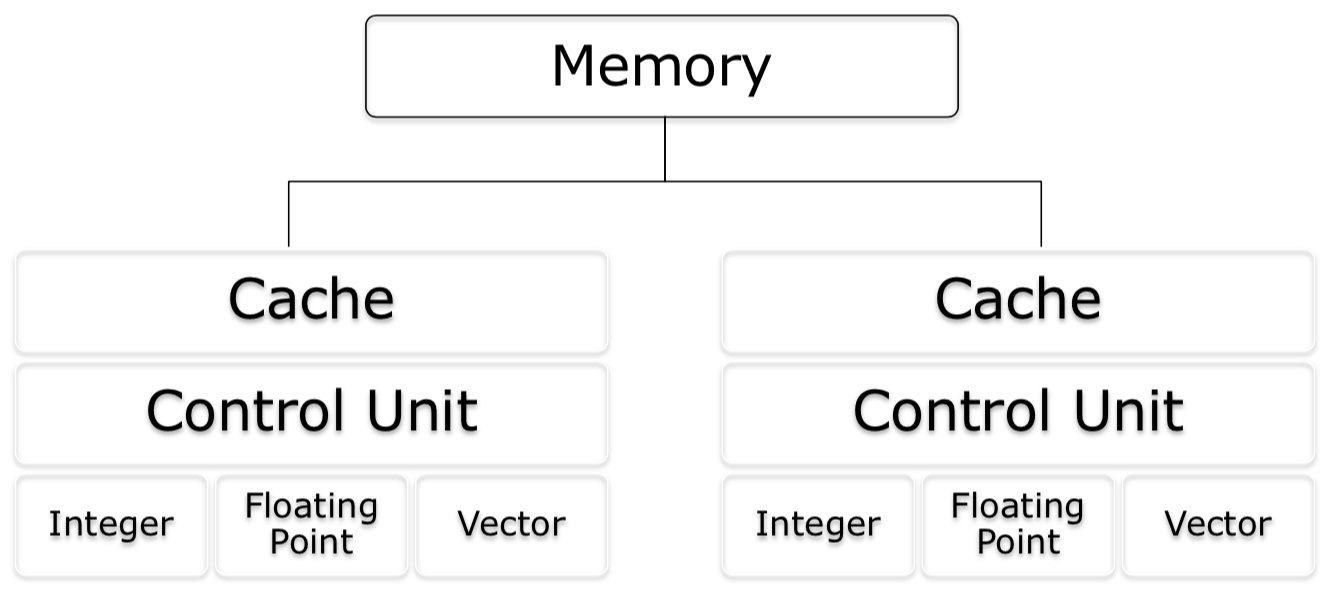 Memory
Cache
Cache
Control Unit
Control Unit
Integer
Floating
Point
Vector
Integer
Floating
Point
Vector